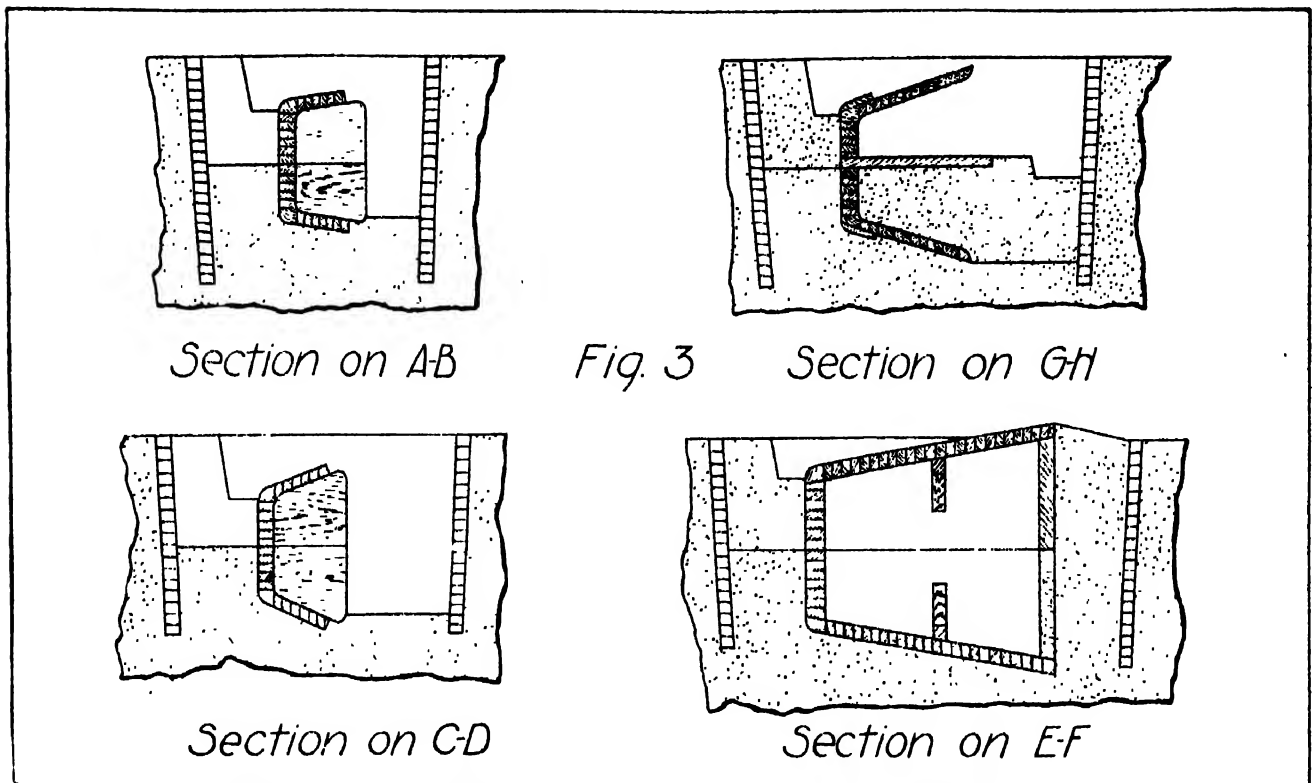 Section on A-B
Fig. 3
Section on G-H
Section on C-D
Section on E-F